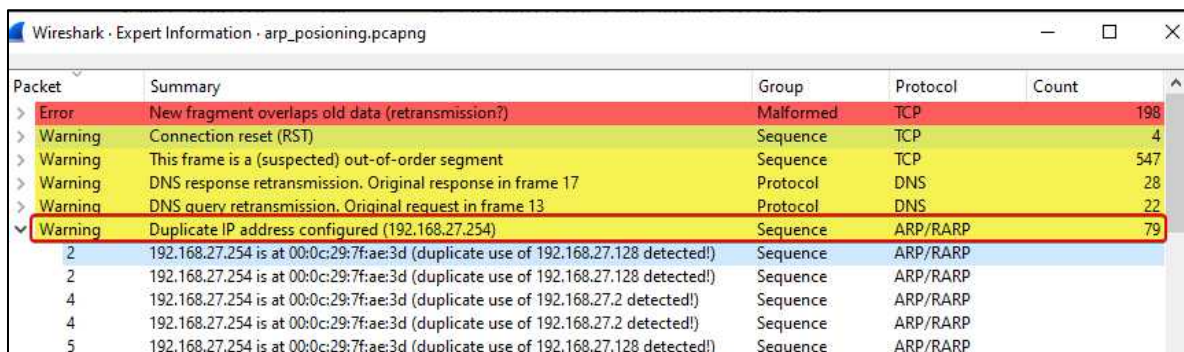 Wireshark · Expert Information · arp_posioning.pcapng
Packet Summary Group Protocol Count
Error New fragment overlaps old data (retransmission?) Malformed TCP 198
Warning Connection reset (RST) Sequence TCP 4
Warning This frame is a (suspected) out-of-order segment Sequence TCP 547
Warning DNS response retransmission. Original response in frame 17 Protocol DNS 28
Warning DNS query retransmission. Original request in frame 13 Protocol DNS 22
Warning Duplicate IP address configured (192.168.27.254) Sequence ARP/RARP 79
2 192.168.27.254 is at 00:0c:29:7f:ae:3d (duplicate use of 192.168.27.128 detected!) Sequence ARP/RARP
2 192.168.27.254 is at 00:0c:29:7f:ae:3d (duplicate use of 192.168.27.128 detected!) Sequence ARP/RARP
4 192.168.27.254 is at 00:0c:29:7f:ae:3d (duplicate use of 192.168.27.2 detected!) Sequence ARP/RARP
4 192.168.27.254 is at 00:0c:29:7f:ae:3d (duplicate use of 192.168.27.2 detected!) Sequence ARP/RARP
5 192.168.27.254 is at 00:0c:29:7f:ae:3d (duplicate use of 192.168.27.128 detected!) Sequence ARP/RARP